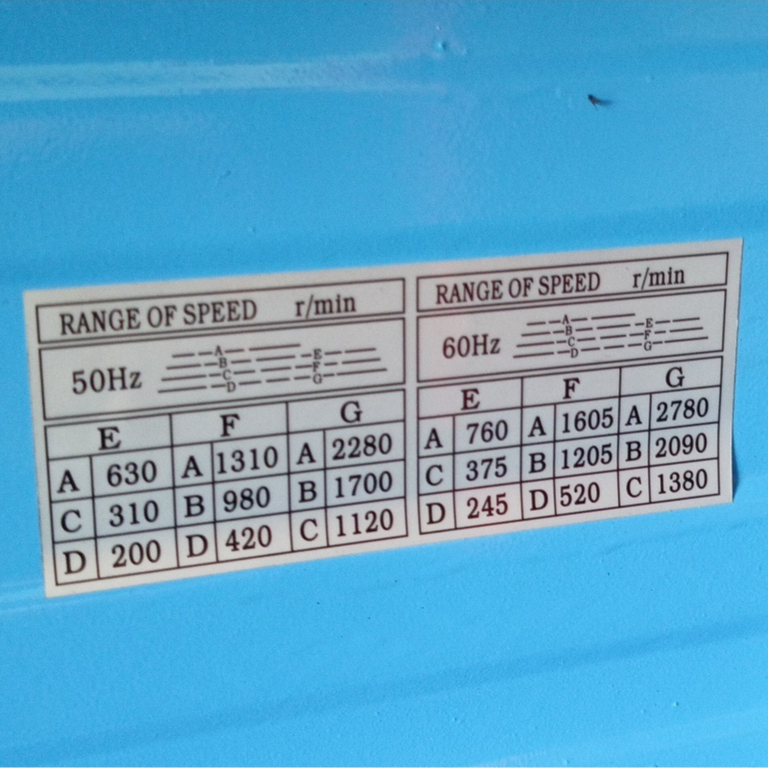 RANGE OF SPEED r/min
50Hz
A
B
C
D
E
F
G
E F G
A 630 A 1310 A 2280
C 310 B 980 B 1700
D 200 D 420 C 1120
RANGE OF SPEED r/min
60Hz
A
B
C
D
E
F
G
E F G
A 760 A 1605 A 2780
C 375 B 1205 B 2090
D 245 D 520 C 1380